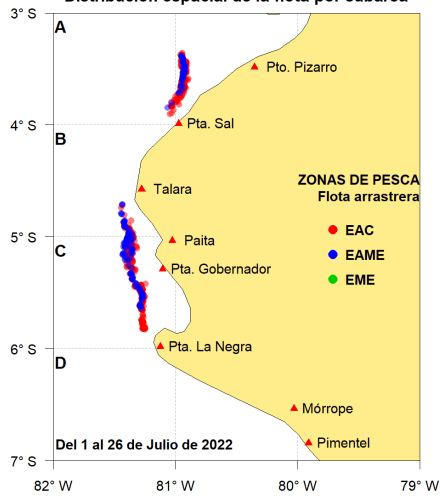 Distribución espacial de la flota por subárea
3° S
A
Pto. Pizarro
4° S
Pta. Sal
B
Talara
ZONAS DE PESCA
Flota arrastrera
5° S
Paita
EAC
C
EAME
Pta. Gobernador
EME
6° S
Pta. La Negra
D
Mórrope
Del 1 al 26 de Julio de 2022
Pimentel
7° S
82° W
81° W
80° W
79° W